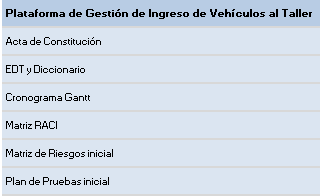 Plataforma de Gestión de Ingreso de Vehículos al Taller
Acta de Constitución
EDT y Diccionario
Cronograma Gantt
Matriz RACI
Matriz de Riesgos inicial
Plan de Pruebas inicial